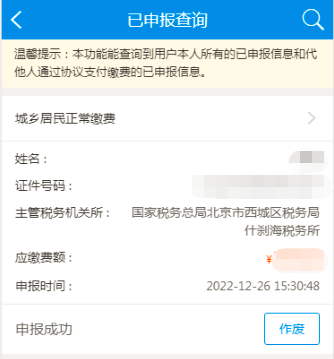 已申报查询
温馨提示：本功能能查询到用户本人所有的已申报信息和代
他人通过协议支付缴费的已申报信息。
城乡居民正常缴费
姓名：
证件号码：
主管税务机关所： 国家税务总局北京市西城区税务局
什刹海税务所
应缴费额： ¥
申报时间： 2022-12-26 15:30:48
申报成功 作废